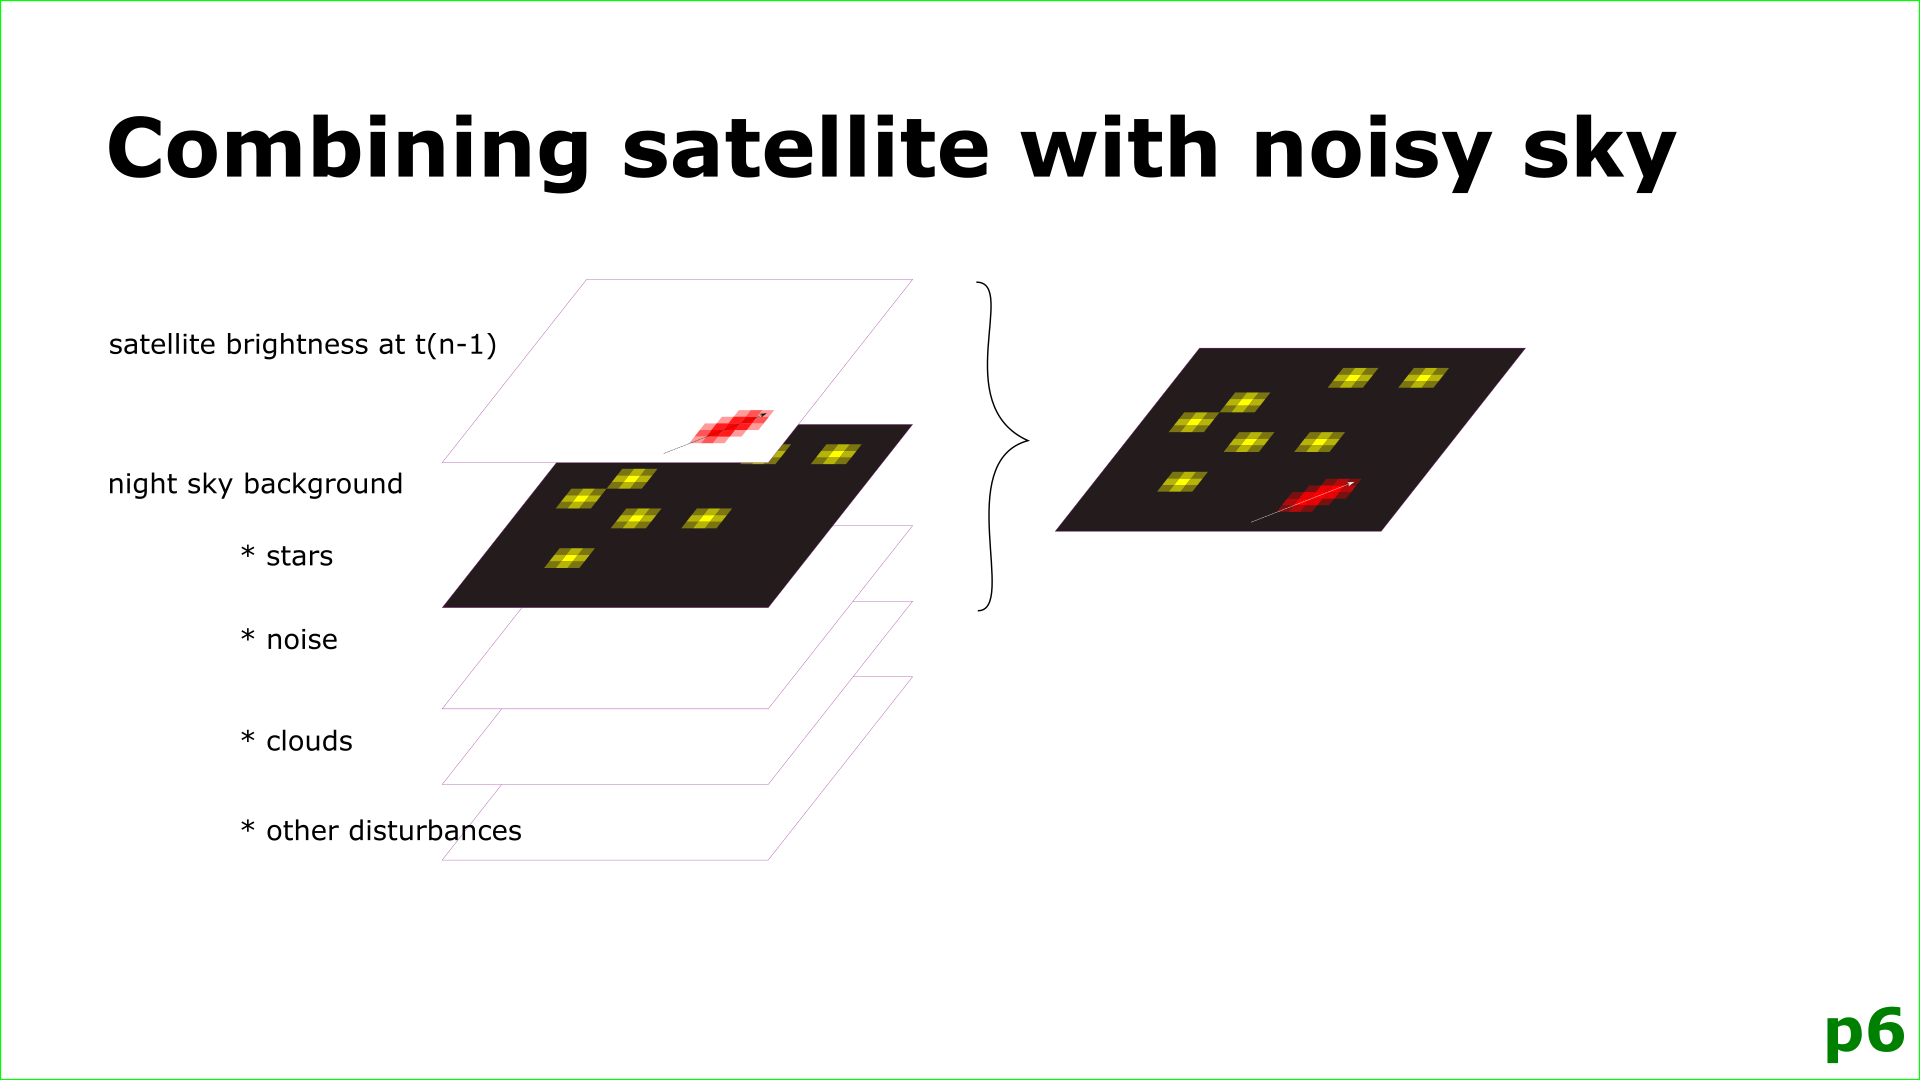 Combining satellite with noisy sky
satellite brightness at t(n-1)
night sky background
* stars
* noise
* clouds
* other disturbances
p6